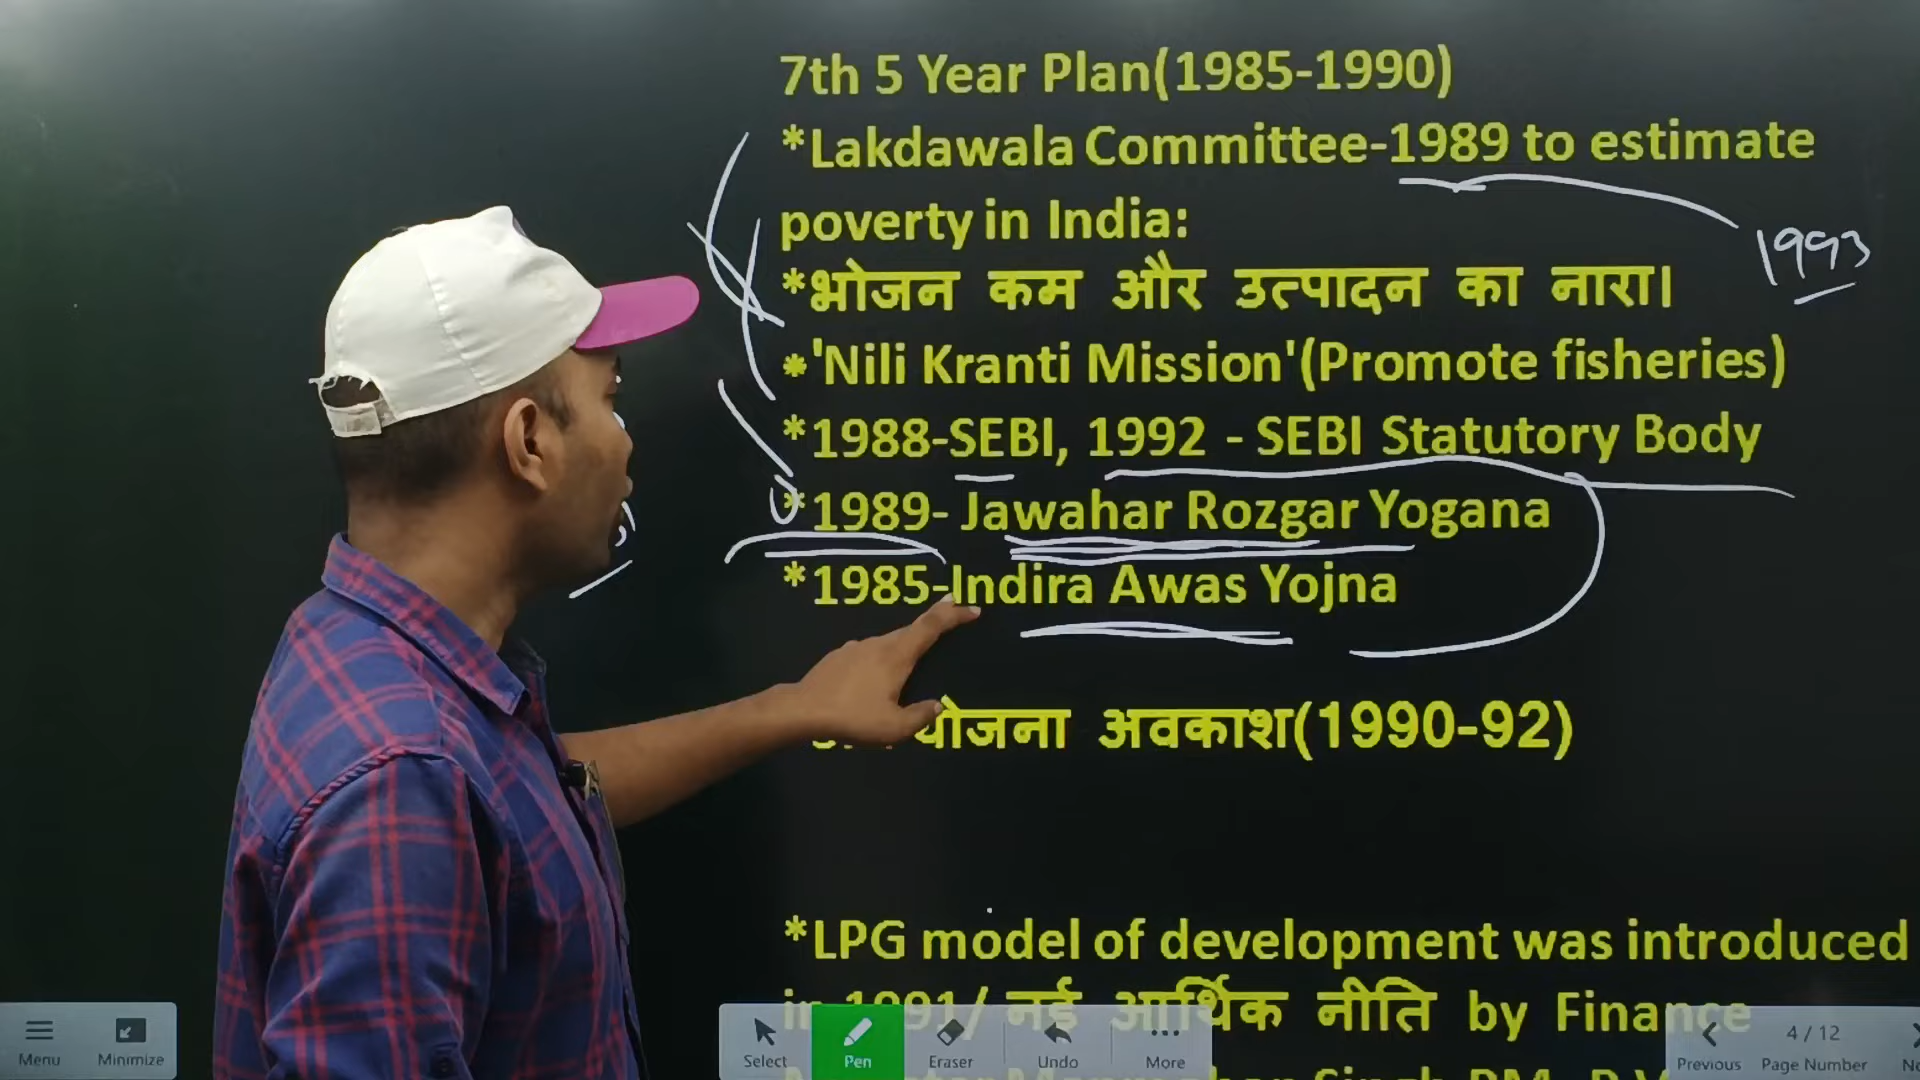 7th 5 Year Plan(1985-1990)
*Lakdawala Committee-1989 to estimate
poverty in India:
1993
*भोजन कम और उत्पादन का नारा।
*'Nili Kranti Mission'(Promote fisheries)
*1988-SEBI, 1992 - SEBI Statutory Body
*1989- Jawahar Rozgar Yogana
*1985-Indira Awas Yojna
योजना अवकाश(1990-92)
*LPG model of development was introduced
in 1991/ नई आर्थिक नीति by Finance
Menu Minimize Select Pen Eraser Undo More Previous 4 / 12 Page Number